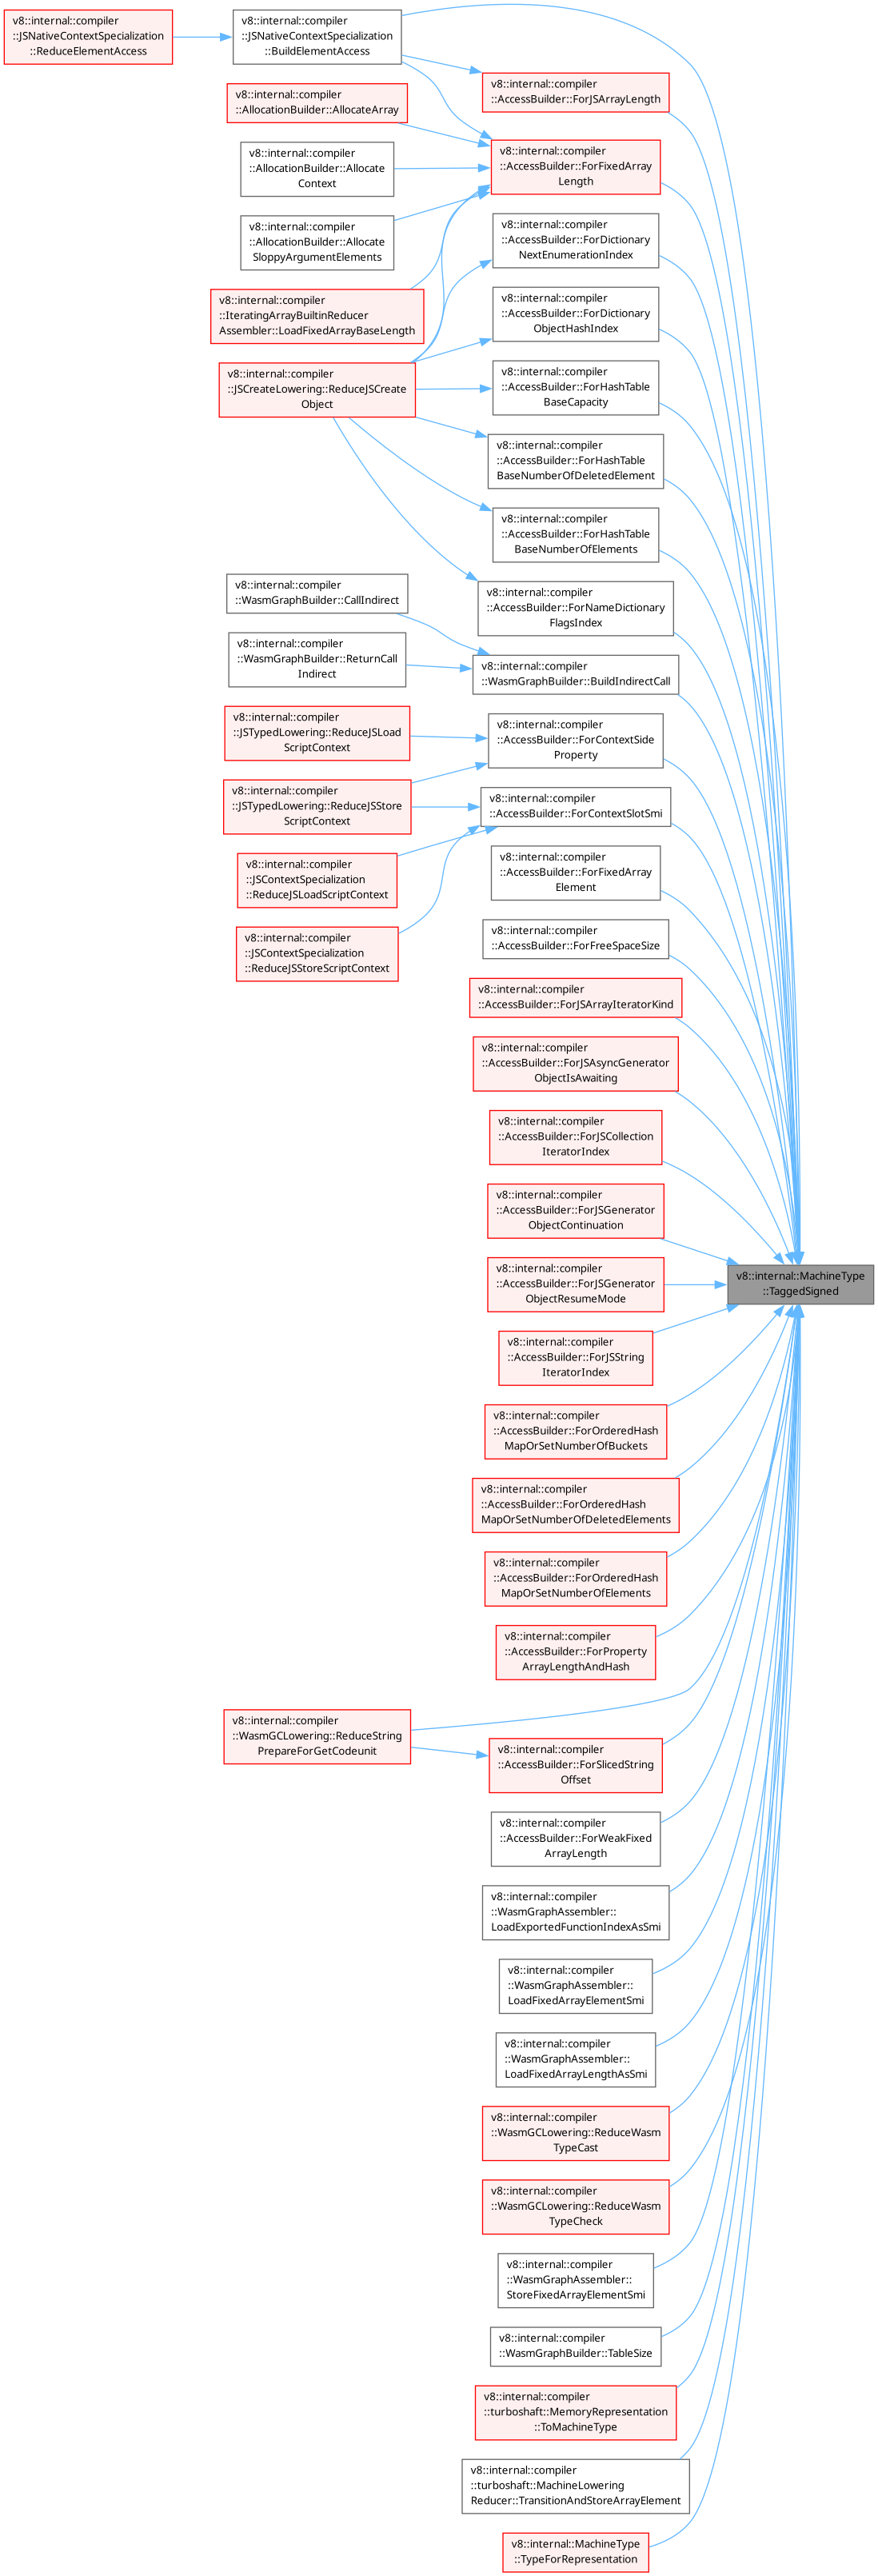 v8::internal::compiler
::JSNativeContextSpecialization
::ReduceElementAccess
v8::internal::compiler
::JSNativeContextSpecialization
::BuildElementAccess
v8::internal::compiler
::AccessBuilder::ForJSArrayLength
v8::internal::compiler
::AllocationBuilder::AllocateArray
v8::internal::compiler
::AccessBuilder::ForFixedArray
Length
v8::internal::compiler
::AllocationBuilder::Allocate
Context
v8::internal::compiler
::AllocationBuilder::Allocate
SloppyArgumentElements
v8::internal::compiler
::AccessBuilder::ForDictionary
NextEnumerationIndex
v8::internal::compiler
::IteratingArrayBuiltinReducer
Assembler::LoadFixedArrayBaseLength
v8::internal::compiler
::AccessBuilder::ForDictionary
ObjectHashIndex
v8::internal::compiler
::JSCreateLowering::ReduceJSCreate
Object
v8::internal::compiler
::AccessBuilder::ForHashTable
BaseCapacity
v8::internal::compiler
::AccessBuilder::ForHashTable
BaseNumberOfDeletedElement
v8::internal::compiler
::AccessBuilder::ForHashTable
BaseNumberOfElements
v8::internal::compiler
::WasmGraphBuilder::CallIndirect
v8::internal::compiler
::AccessBuilder::ForNameDictionary
FlagsIndex
v8::internal::compiler
::WasmGraphBuilder::ReturnCall
Indirect
v8::internal::compiler
::WasmGraphBuilder::BuildIndirectCall
v8::internal::compiler
::JSTypedLowering::ReduceJSLoad
ScriptContext
v8::internal::compiler
::AccessBuilder::ForContextSide
Property
v8::internal::compiler
::JSTypedLowering::ReduceJSStore
ScriptContext
v8::internal::compiler
::AccessBuilder::ForContextSlotSmi
v8::internal::compiler
::JSContextSpecialization
::ReduceJSLoadScriptContext
v8::internal::compiler
::AccessBuilder::ForFixedArray
Element
v8::internal::compiler
::JSContextSpecialization
::ReduceJSStoreScriptContext
v8::internal::compiler
::AccessBuilder::ForFreeSpaceSize
v8::internal::compiler
::AccessBuilder::ForJSArrayIteratorKind
v8::internal::compiler
::AccessBuilder::ForJSAsyncGenerator
ObjectIsAwaiting
v8::internal::compiler
::AccessBuilder::ForJSCollection
IteratorIndex
v8::internal::compiler
::AccessBuilder::ForJSGenerator
ObjectContinuation
v8::internal::compiler
::AccessBuilder::ForJSGenerator
ObjectResumeMode
v8::internal::MachineType
::TaggedSigned
v8::internal::compiler
::AccessBuilder::ForJSString
IteratorIndex
v8::internal::compiler
::AccessBuilder::ForOrderedHash
MapOrSetNumberOfBuckets
v8::internal::compiler
::AccessBuilder::ForOrderedHash
MapOrSetNumberOfDeletedElements
v8::internal::compiler
::AccessBuilder::ForOrderedHash
MapOrSetNumberOfElements
v8::internal::compiler
::AccessBuilder::ForProperty
ArrayLengthAndHash
v8::internal::compiler
::WasmGCLowering::ReduceString
PrepareForGetCodeunit
v8::internal::compiler
::AccessBuilder::ForSlicedString
Offset
v8::internal::compiler
::AccessBuilder::ForWeakFixed
ArrayLength
v8::internal::compiler
::WasmGraphAssembler::
LoadExportedFunctionIndexAsSmi
v8::internal::compiler
::WasmGraphAssembler::
LoadFixedArrayElementSmi
v8::internal::compiler
::WasmGraphAssembler::
LoadFixedArrayLengthAsSmi
v8::internal::compiler
::WasmGCLowering::ReduceWasm
TypeCast
v8::internal::compiler
::WasmGCLowering::ReduceWasm
TypeCheck
v8::internal::compiler
::WasmGraphAssembler::
StoreFixedArrayElementSmi
v8::internal::compiler
::WasmGraphBuilder::TableSize
v8::internal::compiler
::turboshaft::MemoryRepresentation
::ToMachineType
v8::internal::compiler
::turboshaft::MachineLowering
Reducer::TransitionAndStoreArrayElement
v8::internal::MachineType
::TypeForRepresentation